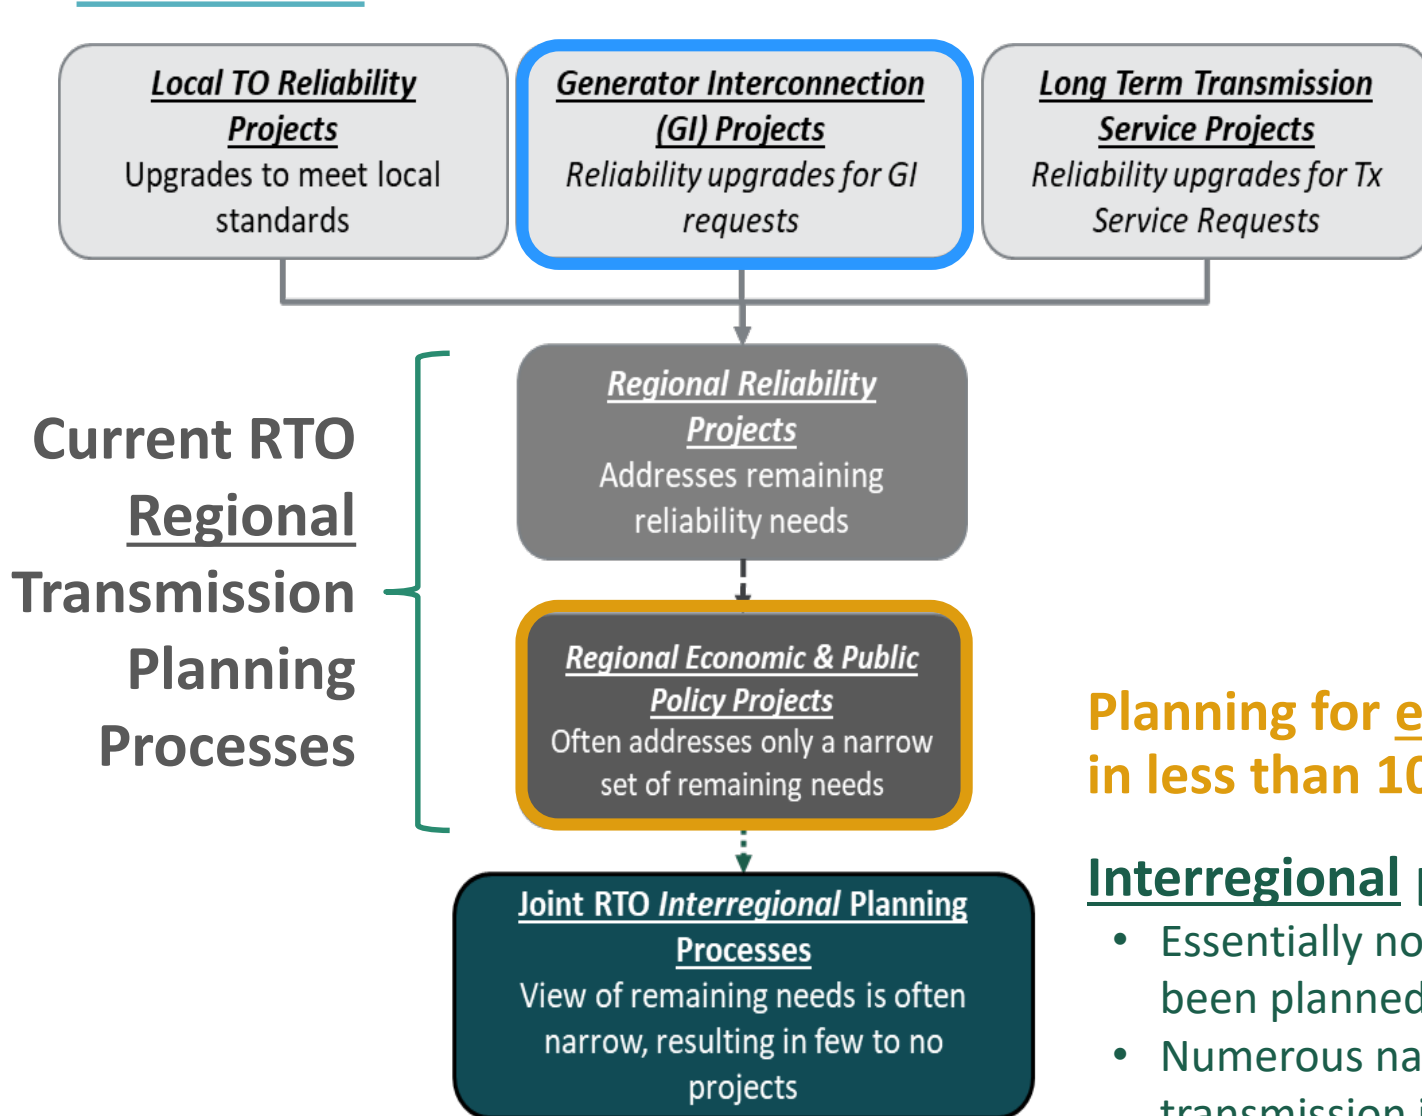 Local TO Reliability
Projects
Upgrades to meet local
standards
Generator Interconnection
(GI) Projects
Reliability upgrades for GI
requests
Long Term Transmission
Service Projects
Reliability upgrades for Tx
Service Requests
Current RTO
Regional
Transmission
Planning
Processes
Regional Reliability
Projects
Addresses remaining
reliability needs
Regional Economic & Public
Policy Projects
Often addresses only a narrow
set of remaining needs
Joint RTO Interregional Planning
Processes
View of remaining needs is often
narrow, resulting in few to no
projects
Planning for
in less than 10
Interregional
• Essentially no
been planned
• Numerous
transmission